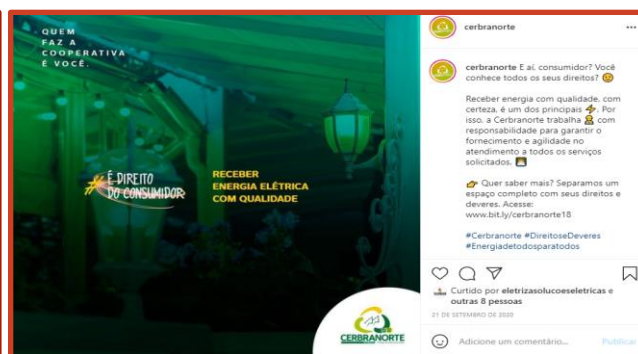 QUEM
FAZ A
COOPERATIVA
É VOCÊ.
#É DIREITO
DO CONSUMIDOR
RECEBER
ENERGIA ELÉTRICA
COM QUALIDADE
CERBRANORTE
cerbranorte
cerbranorte E aí, consumidor? Você
conhece todos os seus direitos?
Receber energia com qualidade, com
certeza, é um dos principais ⚡. Por
isso, a Cerbranorte trabalha com
responsabilidade para garantir o
fornecimento e agilidade no
atendimento a todos os serviços
solicitados.
👉 Quer saber mais? Separamos um
espaço completo com seus direitos e
deveres. Acesse:
www.bit.ly/cerbranorte18
#Cerbranorte #DireitoseDeveres
#Energiadetodosparatodos
Curtido por eletrizasolucoeseletricas e
outras 8 pessoas
21 DE SETEMBRO DE 2020
Adicione um comentário... Publicar